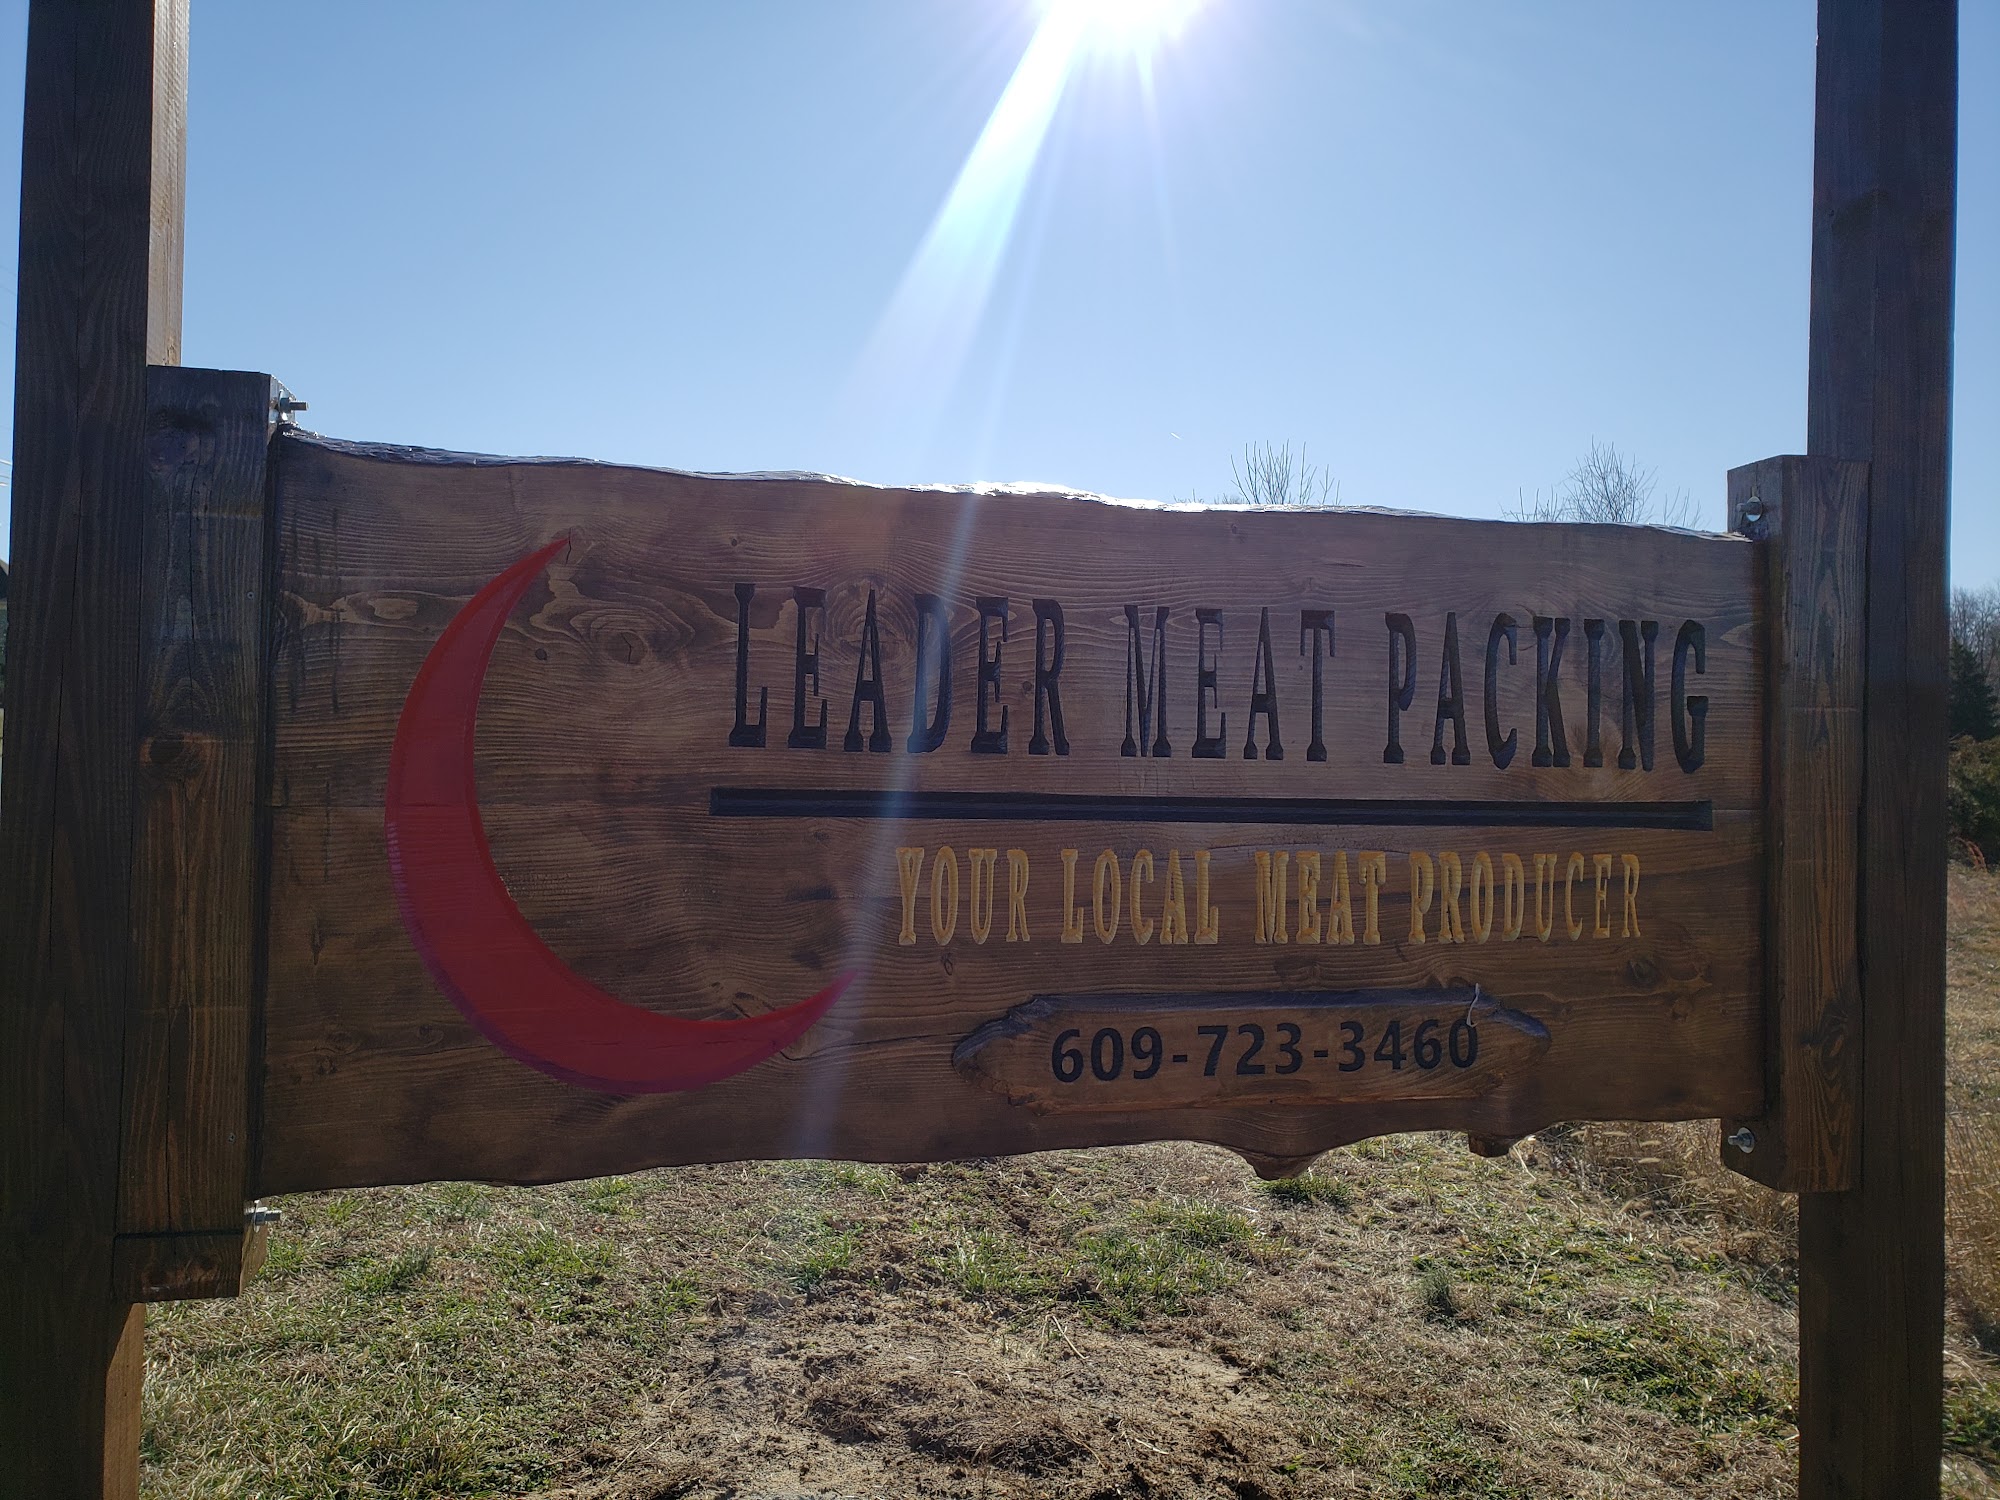 LEADER MEAT PACKING
YOUR LOCAL MEAT PRODUCER
609-723-3460